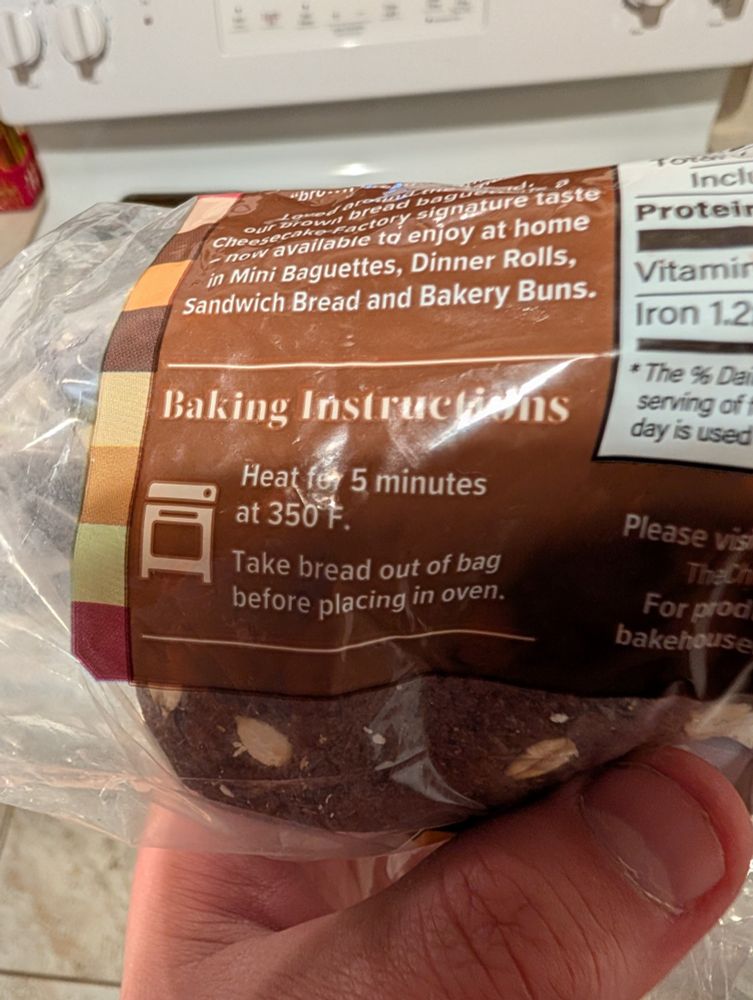 our brown bread baguette
Cheesecake Factory signature taste
– now available to enjoy at home
in Mini Baguettes, Dinner Rolls,
Sandwich Bread and Bakery Buns.
Baking Instructions
Heat for 5 minutes
at 350°F.
Take bread out of bag
before placing in oven.
Inclu
Protein
Vitamin
Iron 1.2
* The % Dai
serving of
day is used
Please visi
TheCh
For prod
bakehouse